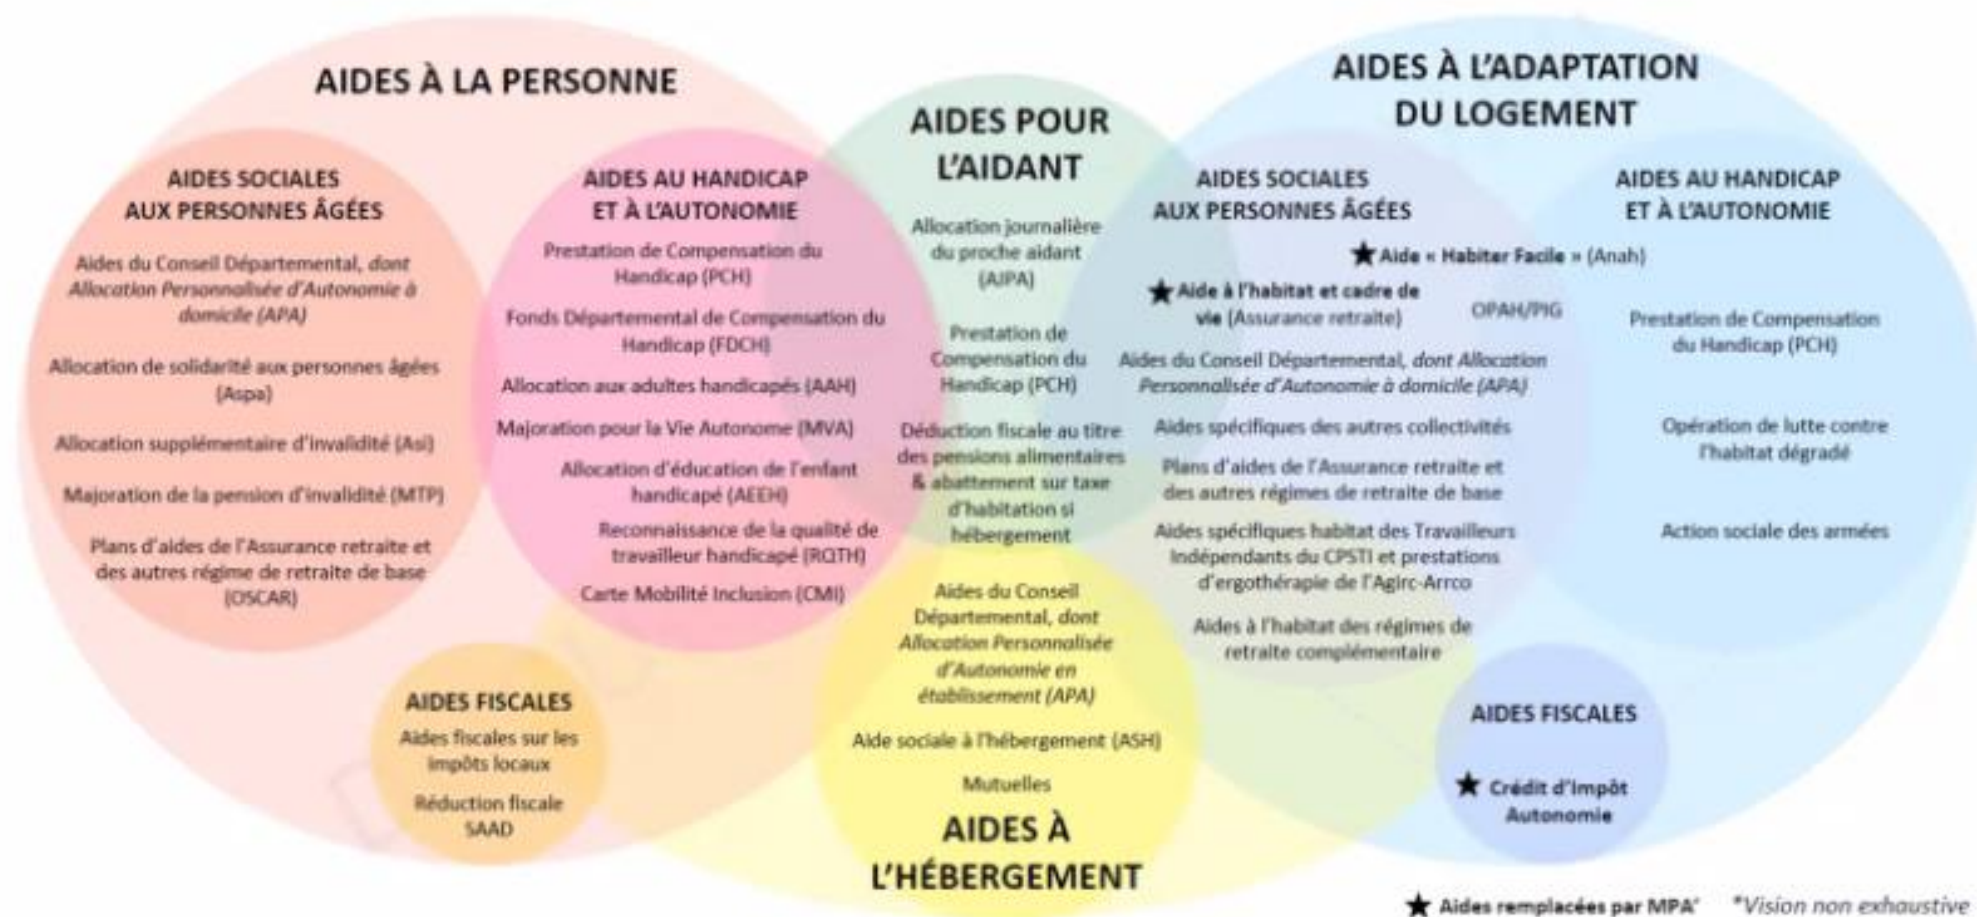 AIDES À LA PERSONNE
AIDES SOCIALES
AUX PERSONNES ÂGÉES
Aides du Conseil Départemental, dont
Allocation Personnalisée d'Autonomie à
domicile (APA)
Allocation de solidarité aux personnes âgées
(Aspa)
Allocation supplémentaire d'invalidité (Asi)
Majoration de la pension d'invalidité (MTP)
Plans d'aides de l'Assurance retraite et
des autres régime de retraite de base
(OSCAR)
AIDES AU HANDICAP
ET À L'AUTONOMIE
Prestation de Compensation du
Handicap (PCH)
Fonds Départemental de Compensation du
Handicap (FDCH)
Allocation aux adultes handicapés (AAH)
Majoration pour la Vie Autonome (MVA)
Allocation d'éducation de l'enfant
handicapé (AEEH)
Reconnaissance de la qualité de
travailleur handicapé (RQTH)
Carte Mobilité Inclusion (CMI)
AIDES FISCALES
Aides fiscales sur les
impôts locaux
Réduction fiscale
SAAD
AIDES POUR
L'AIDANT
Allocation journalière
du proche aidant
(AJPA)
Prestation de
Compensation du
Handicap (PCH)
Déduction fiscale au titre
des pensions alimentaires
& abattement sur taxe
d'habitation si
hébergement
Aides du Conseil
Départemental, dont
Allocation Personnalisée
d'Autonomie en
établissement (APA)
Aide sociale à l'hébergement (ASH)
Mutuelles
AIDES À
L'HÉBERGEMENT
AIDES À L'ADAPTATION
DU LOGEMENT
AIDES SOCIALES
AUX PERSONNES ÂGÉES
★ Aide « Habiter Facile » (Anah)
★ Aide à l'habitat et cadre de
vie (Assurance retraite)
OPAH/PIG
Aides du Conseil Départemental, dont Allocation
Personnalisée d'Autonomie à domicile (APA)
Aides spécifiques des autres collectivités
Plans d'aides de l'Assurance retraite et
des autres régimes de retraite de base
Aides spécifiques habitat des Travailleurs
Indépendants du CPSTI et prestations
d'ergothérapie de l'Agirc-Arrco
Aides à l'habitat des régimes de
retraite complémentaire
AIDES AU HANDICAP
ET À L'AUTONOMIE
Prestation de Compensation
du Handicap (PCH)
Opération de lutte contre
l'habitat dégradé
Action sociale des armées
AIDES FISCALES
★ Crédit d'Impôt
Autonomie
★ Aides remplacées par MPA' *Vision non exhaustive